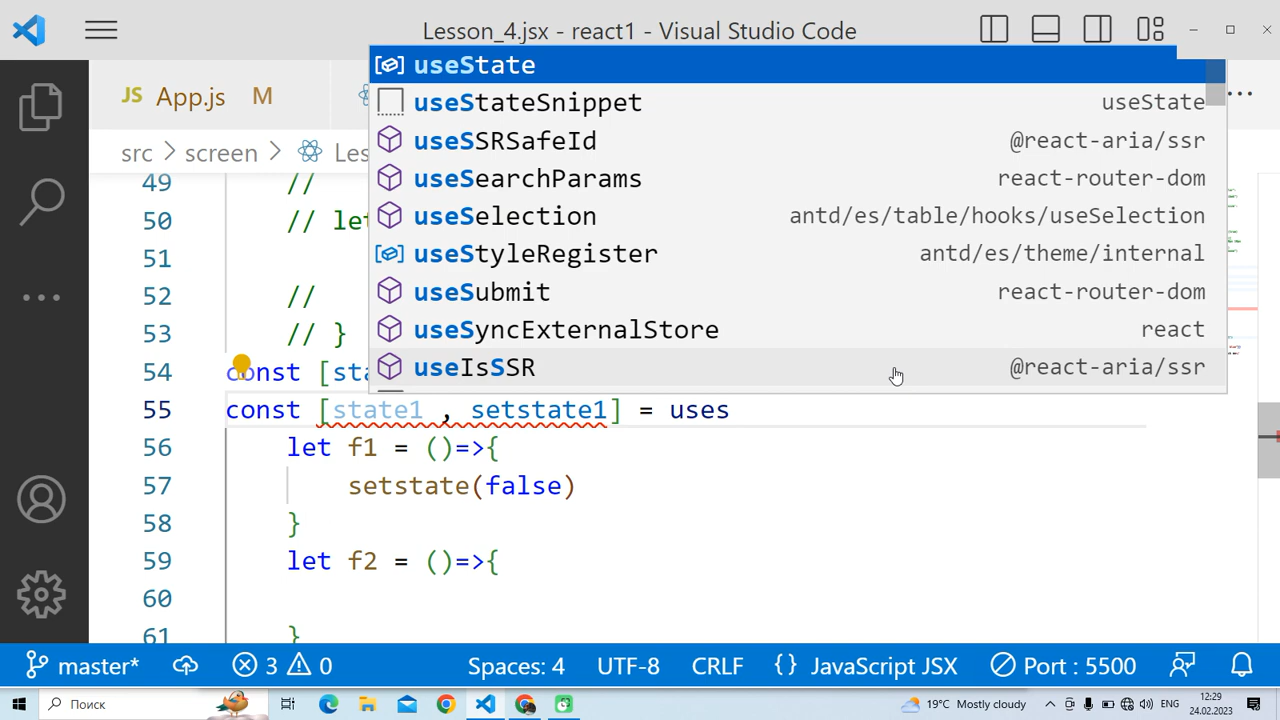 Lesson_4.jsx - react1 - Visual Studio Code
JS App.js M
src > screen > Les
useState
useStateSnippet useState
useSSRSafeId @react-aria/ssr
useSearchParams react-router-dom
useSelection antd/es/table/hooks/useSelection
useStyleRegister antd/es/theme/internal
useSubmit react-router-dom
useSyncExternalStore react
useIsSSR @react-aria/ssr
49 //
50 // let
51
52 //
53 // }
54 const [sta
55 const [state1 , setstate1] = uses
56 let f1 = ()=>{
57 setstate(false)
58 }
59 let f2 = ()=>{
60
61 }
master* 3 0 Spaces: 4 UTF-8 CRLF {} JavaScript JSX Port : 5500
Поиск 19°C Mostly cloudy ENG 12:29
24.02.2023